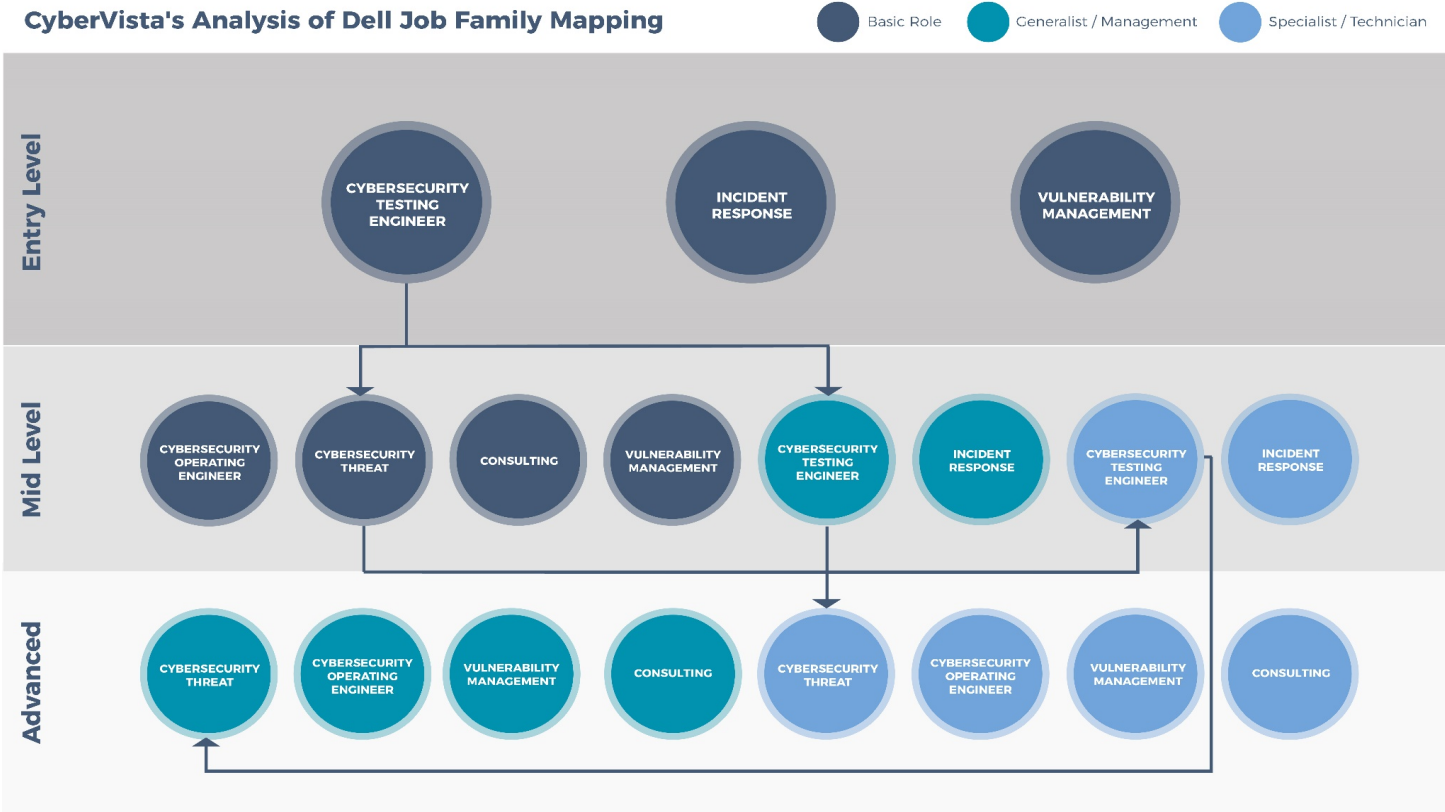 CyberVista's Analysis of Dell Job Family Mapping
Basic Role
Generalist / Management
Specialist / Technician
Entry Level
CYBERSECURITY
TESTING
ENGINEER
INCIDENT
RESPONSE
VULNERABILITY
MANAGEMENT
Mid Level
CYBERSECURITY
OPERATING
ENGINEER
CYBERSECURITY
THREAT
CONSULTING
VULNERABILITY
MANAGEMENT
CYBERSECURITY
TESTING
ENGINEER
INCIDENT
RESPONSE
CYBERSECURITY
TESTING
ENGINEER
INCIDENT
RESPONSE
Advanced
CYBERSECURITY
THREAT
CYBERSECURITY
OPERATING
ENGINEER
VULNERABILITY
MANAGEMENT
CONSULTING
CYBERSECURITY
THREAT
CYBERSECURITY
OPERATING
ENGINEER
VULNERABILITY
MANAGEMENT
CONSULTING